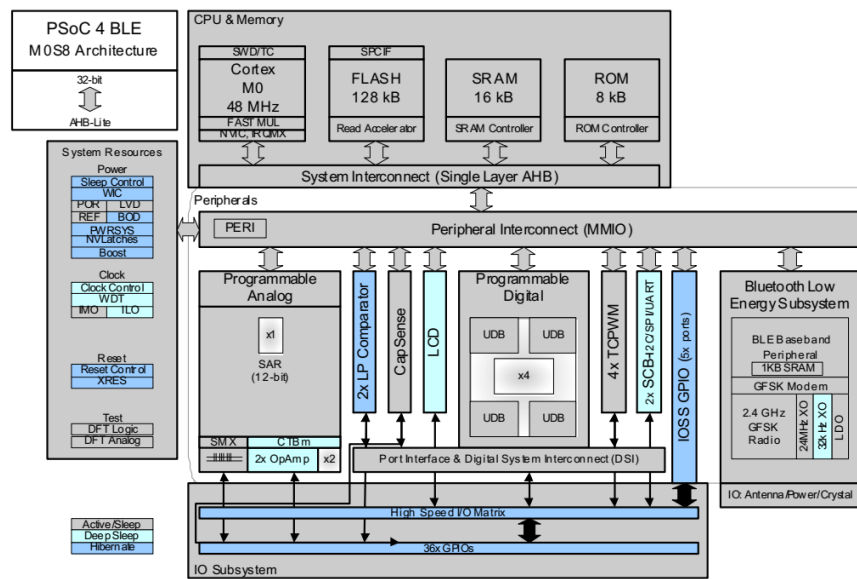 PSoC 4 BLE
M0S8 Architecture
32-bit
AHB-Lite
CPU & Memory
SWD/TC
Cortex
M0
48 MHz
FAST MUL
NVIC, IRQMX
SPCIF
FLASH
128 kB
Read Accelerator
SRAM
16 kB
SRAM Controller
ROM
8 kB
ROM Controller
System Interconnect (Single Layer AHB)
System Resources
Power
Sleep Control
WIC
POR LVD
REF BOD
PWRSYS
NVLatches
Boost
Clock
Clock Control
WDT
IMO ILO
Reset
Reset Control
XRES
Test
DFT Logic
DFT Analog
Peripherals
PERI
Peripheral Interconnect (MMIO)
Programmable
Analog
x1
SAR
(12-bit)
SMX
CTBm
2x OpAmp x2
2x LP Comparator
CapSense
LCD
Programmable
Digital
UDB UDB
x4
UDB UDB
4x TCPWM
2x SCB-I2C/SPI/UART
IOSS GPIO (5x ports)
Port Interface & Digital System Interconnect (DSI)
Bluetooth Low
Energy Subsystem
BLE Baseband
Peripheral
1KB SRAM
GFSK Modem
2.4 GHz
GFSK
Radio
24MHz XO
32kHz XO
LDO
IO: Antenna/Power/Crystal
High Speed I/O Matrix
36x GPIOs
IO Subsystem
Active/Sleep
Deep Sleep
Hibernate